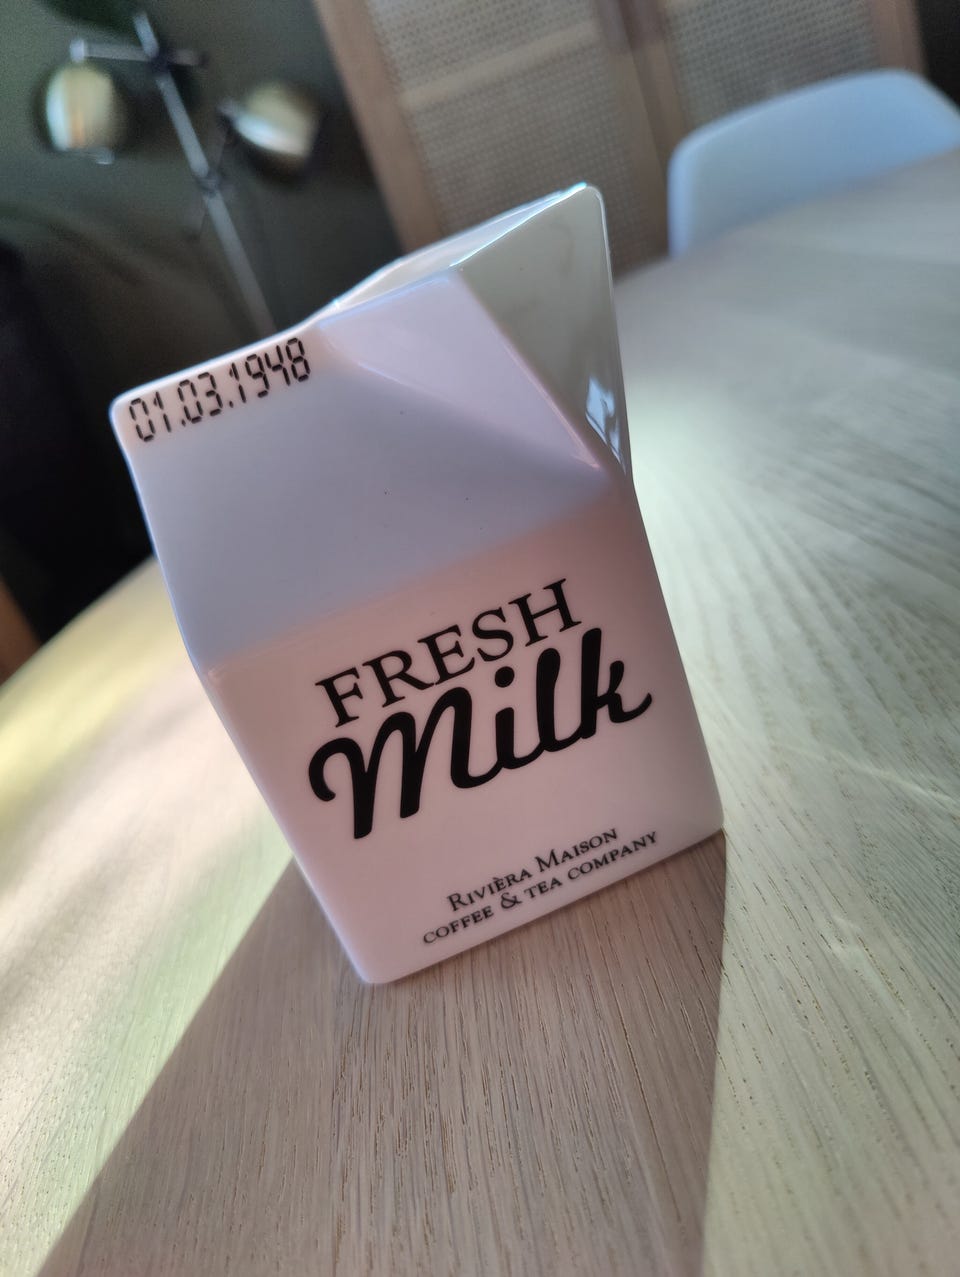 01.03.1948
FRESH
Milk
RIVIÈRA MAISON
COFFEE & TEA COMPANY